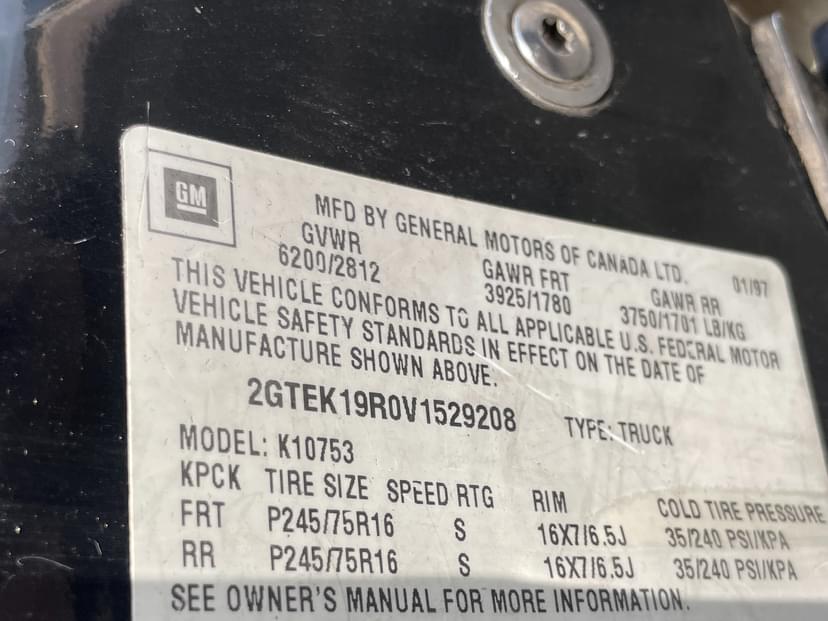 GM
MFD BY GENERAL MOTORS OF CANADA LTD. 01/97
GVWR GAWR FRT GAWR RR
6200/2812 3925/1780 3750/1701 LB/KG
THIS VEHICLE CONFORMS TO ALL APPLICABLE U.S. FEDERAL MOTOR
VEHICLE SAFETY STANDARDS IN EFFECT ON THE DATE OF
MANUFACTURE SHOWN ABOVE.
2GTEK19R0V1529208 TYPE: TRUCK
MODEL: K10753
KPCK TIRE SIZE SPEED RTG RIM COLD TIRE PRESSURE
FRT P245/75R16 S 16X7/6.5J 35/240 PSI/KPA
RR P245/75R16 S 16X7/6.5J 35/240 PSI/KPA
SEE OWNER'S MANUAL FOR MORE INFORMATION.